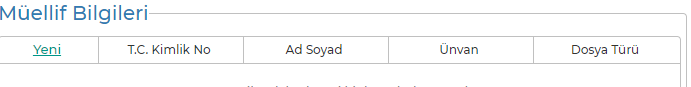 Müellif Bilgileri
Yeni T.C. Kimlik No Ad Soyad Ünvan Dosya Türü